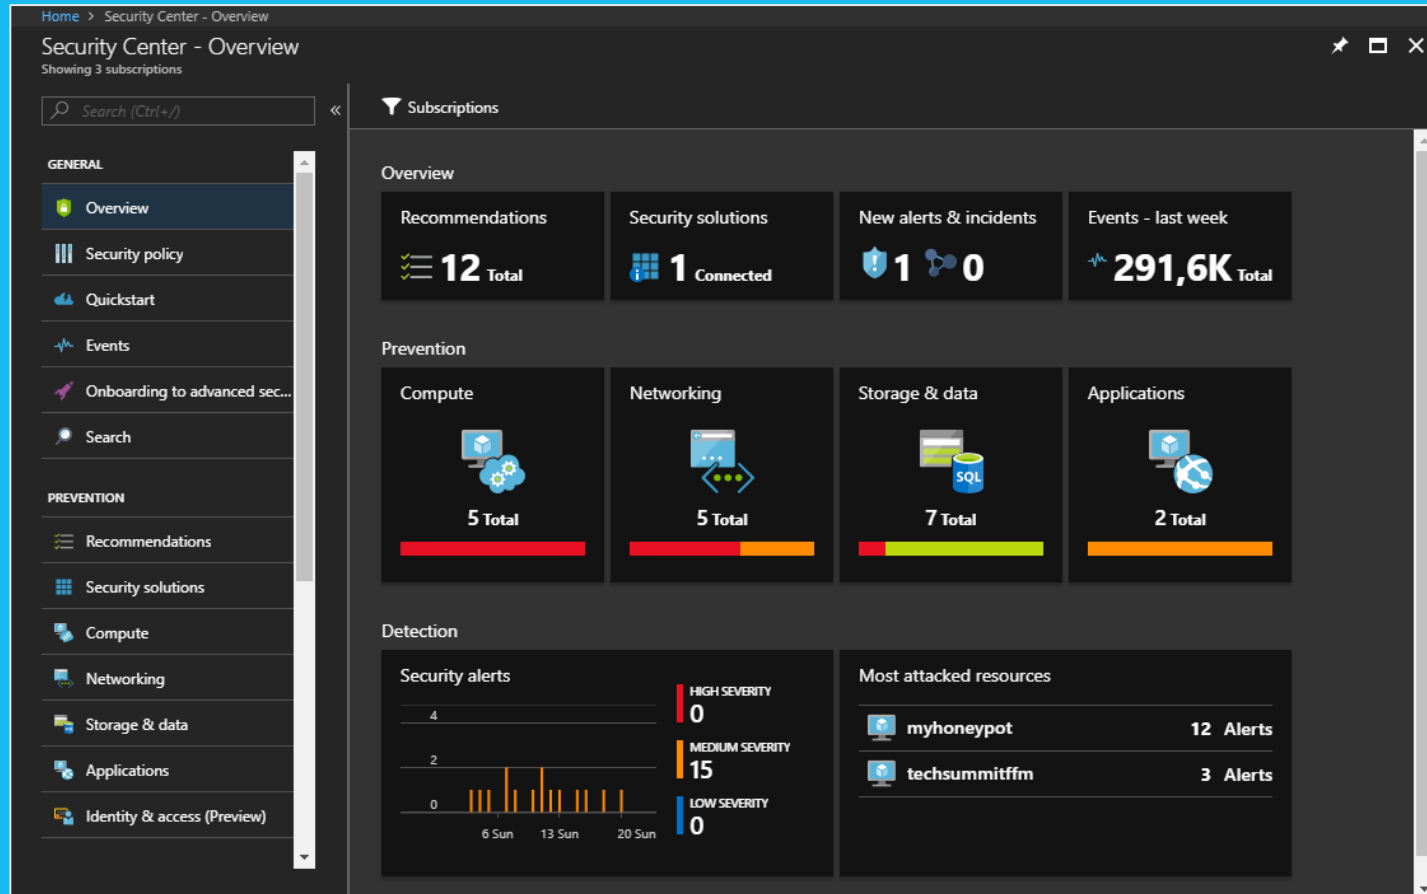 Home > Security Center - Overview
Security Center - Overview
Showing 3 subscriptions
Search (Ctrl+/)
«
Subscriptions
GENERAL
Overview
Security policy
Quickstart
Events
Onboarding to advanced sec...
Search
PREVENTION
Recommendations
Security solutions
Compute
Networking
Storage & data
Applications
Identity & access (Preview)
Overview
Recommendations
12 Total
Security solutions
1 Connected
New alerts & incidents
1 0
Events - last week
291,6K Total
Prevention
Compute
5 Total
Networking
5 Total
Storage & data
SQL
7 Total
Applications
2 Total
Detection
Security alerts
4
2
0
6 Sun 13 Sun 20 Sun
HIGH SEVERITY
0
MEDIUM SEVERITY
15
LOW SEVERITY
0
Most attacked resources
myhoneypot 12 Alerts
techsummitffm 3 Alerts